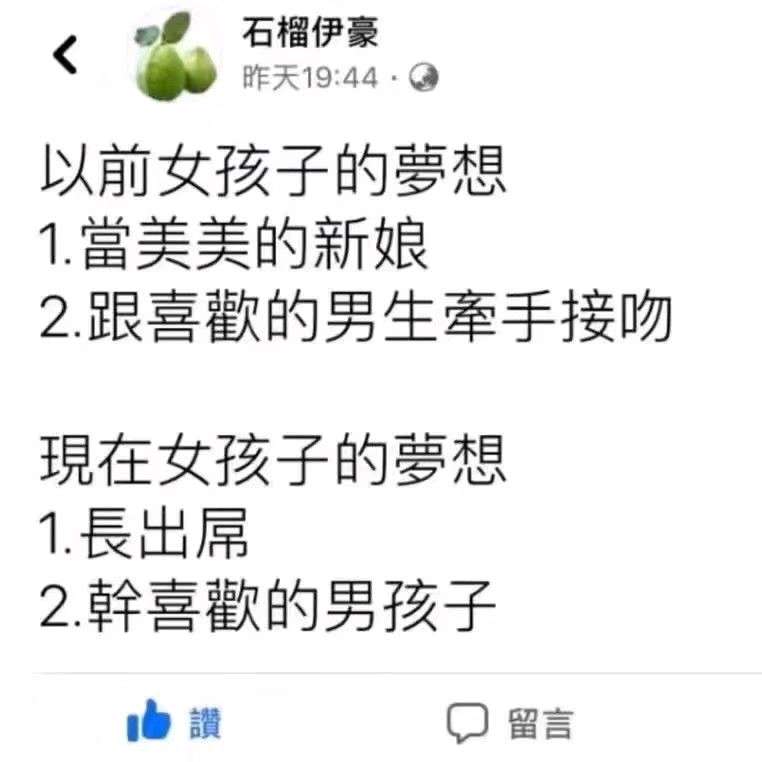 石榴伊豪
昨天19:44 ·
以前女孩子的夢想
1.當美美的新娘
2.跟喜歡的男生牽手接吻
現在女孩子的夢想
1.長出屌
2.幹喜歡的男孩子
讚
留言